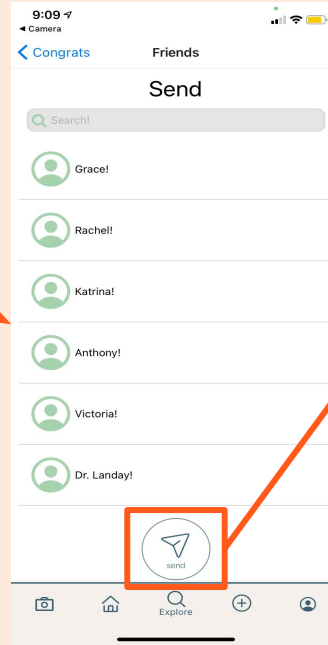 9:09
◀ Camera
Congrats Friends
Send
Search!
Grace!
Rachel!
Katrina!
Anthony!
Victoria!
Dr. Landay!
send
Explore